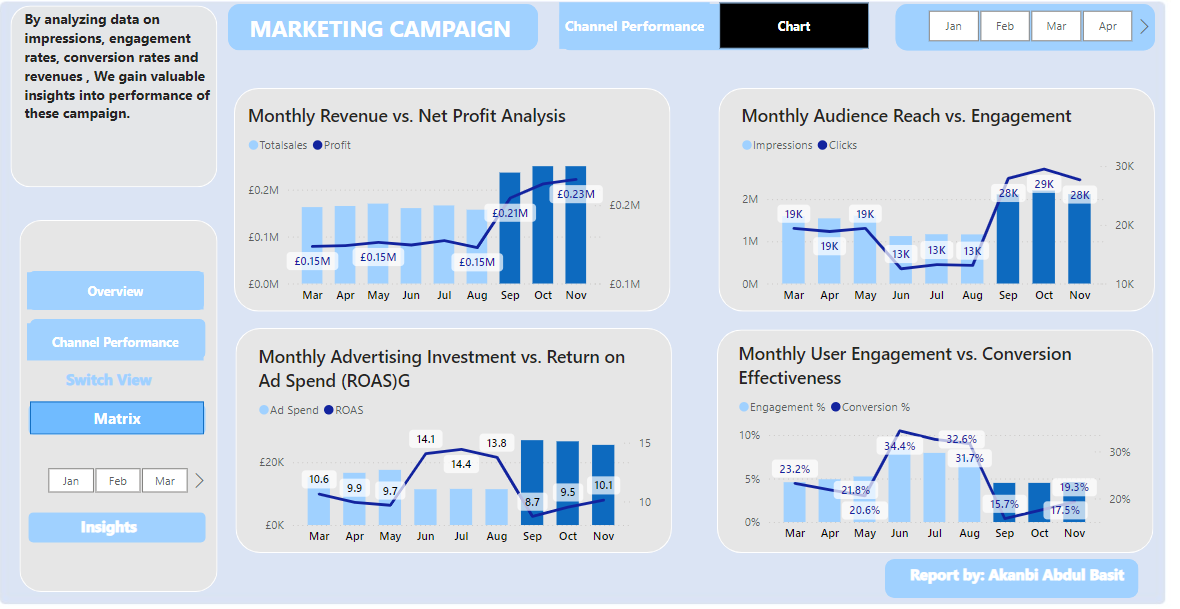 By analyzing data on
impressions, engagement
rates, conversion rates and
revenues , We gain valuable
insights into performance of
these campaign.
MARKETING CAMPAIGN
Channel Performance
Chart
Jan Feb Mar Apr
Overview
Channel Performance
Switch View
Matrix
Jan Feb Mar
Insights
Monthly Revenue vs. Net Profit Analysis
Totalsales Profit
£0.2M
£0.1M
£0.0M
£0.2M
£0.1M
£0.15M £0.15M £0.15M £0.21M £0.23M
Mar Apr May Jun Jul Aug Sep Oct Nov
Monthly Audience Reach vs. Engagement
Impressions Clicks
2M
1M
0M
30K
20K
10K
19K 19K 19K 13K 13K 13K 28K 29K 28K
Mar Apr May Jun Jul Aug Sep Oct Nov
Monthly Advertising Investment vs. Return on
Ad Spend (ROAS)G
Ad Spend ROAS
£20K
£0K
15
10
10.6 9.9 9.7 14.1 14.4 13.8 8.7 9.5 10.1
Mar Apr May Jun Jul Aug Sep Oct Nov
Monthly User Engagement vs. Conversion
Effectiveness
Engagement % Conversion %
10%
5%
0%
30%
20%
23.2% 21.8% 20.6% 34.4% 32.6% 31.7% 15.7% 17.5% 19.3%
Mar Apr May Jun Jul Aug Sep Oct Nov
Report by: Akanbi Abdul Basit